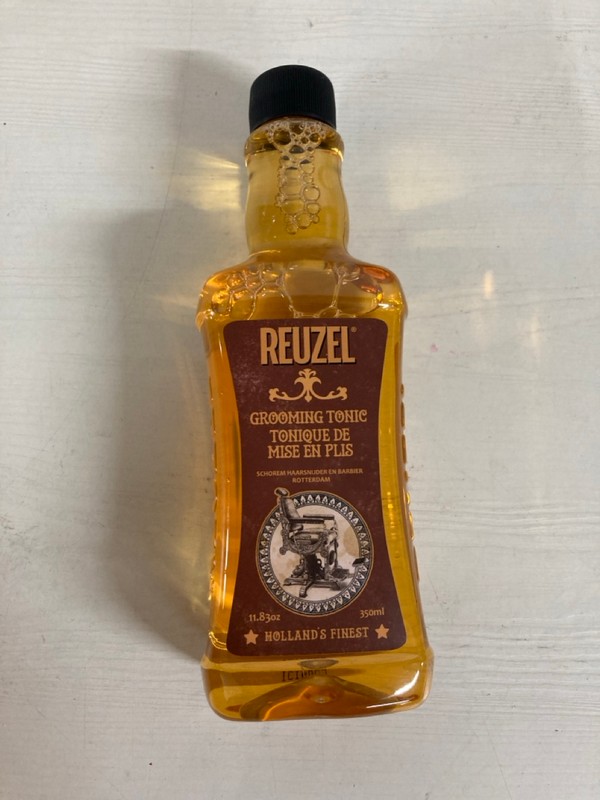 REUZEL®
GROOMING TONIC
TONIQUE DE
MISE EN PLIS
SCHOREM HAARSNIJDER EN BARBIER
ROTTERDAM
11.83oz 350ml
HOLLAND'S FINEST